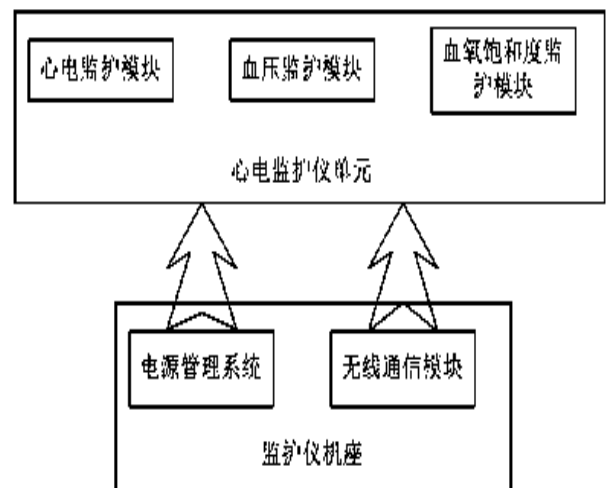 心电监护模块
血压监护模块
血氧饱和度监
护模块
心电监护仪单元
电源管理系统
无线通信模块
监护仪机座